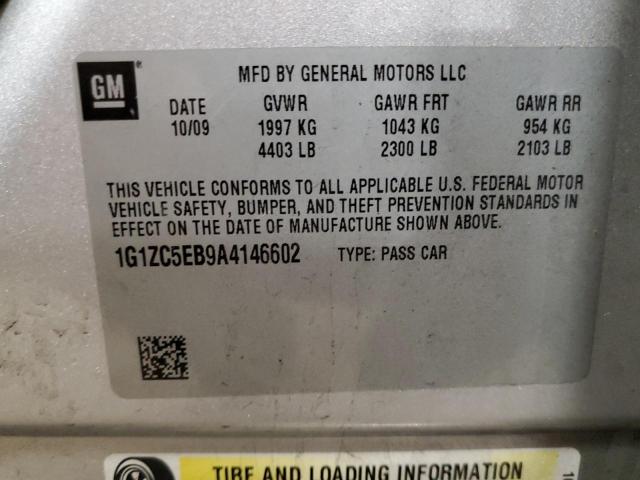 GM
MFD BY GENERAL MOTORS LLC
DATE GVWR GAWR FRT GAWR RR
10/09 1997 KG 1043 KG 954 KG
4403 LB 2300 LB 2103 LB
THIS VEHICLE CONFORMS TO ALL APPLICABLE U.S. FEDERAL MOTOR
VEHICLE SAFETY, BUMPER, AND THEFT PREVENTION STANDARDS IN
EFFECT ON THE DATE OF MANUFACTURE SHOWN ABOVE.
1G1ZC5EB9A4146602 TYPE: PASS CAR
TIRE AND LOADING INFORMATION